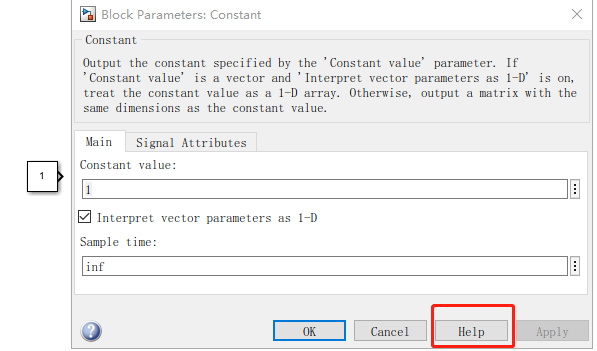 Block Parameters: Constant
Constant
Output the constant specified by the 'Constant value' parameter. If
'Constant value' is a vector and 'Interpret vector parameters as 1-D' is on,
treat the constant value as a 1-D array. Otherwise, output a matrix with the
same dimensions as the constant value.
Main Signal Attributes
Constant value:
1
1
Interpret vector parameters as 1-D
Sample time:
inf
? OK Cancel Help Apply